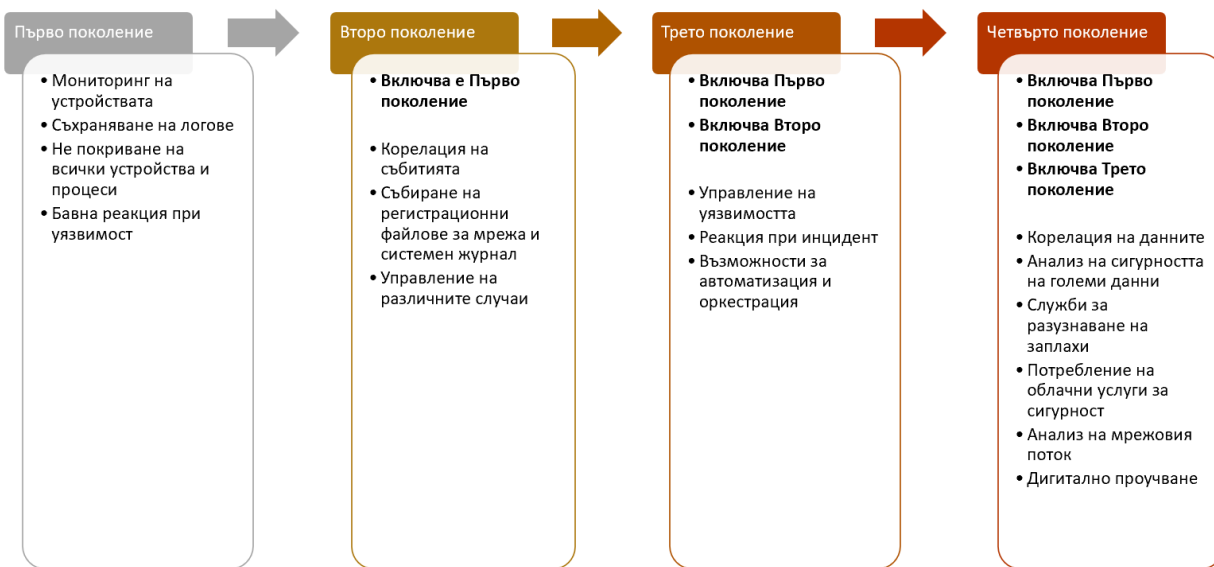 Първо поколение
• Мониторинг на
устройствата
• Съхраняване на логове
• Не покриване на
всички устройства и
процеси
• Бавна реакция при
уязвимост
Второ поколение
• Включва е Първо
поколение
• Корелация на
събитията
• Събиране на
регистрационни
файлове за мрежа и
системен журнал
• Управление на
различните случаи
Трето поколение
• Включва Първо
поколение
• Включва Второ
поколение
• Управление на
уязвимостта
• Реакция при инцидент
• Възможности за
автоматизация и
оркестрация
Четвърто поколение
• Включва Първо
поколение
• Включва Второ
поколение
• Включва Трето
поколение
• Корелация на данните
• Анализ на сигурността
на големи данни
• Служби за
разузнаване на
заплахи
• Потребление на
облачни услуги за
сигурност
• Анализ на мрежовия
поток
• Дигитално проучване